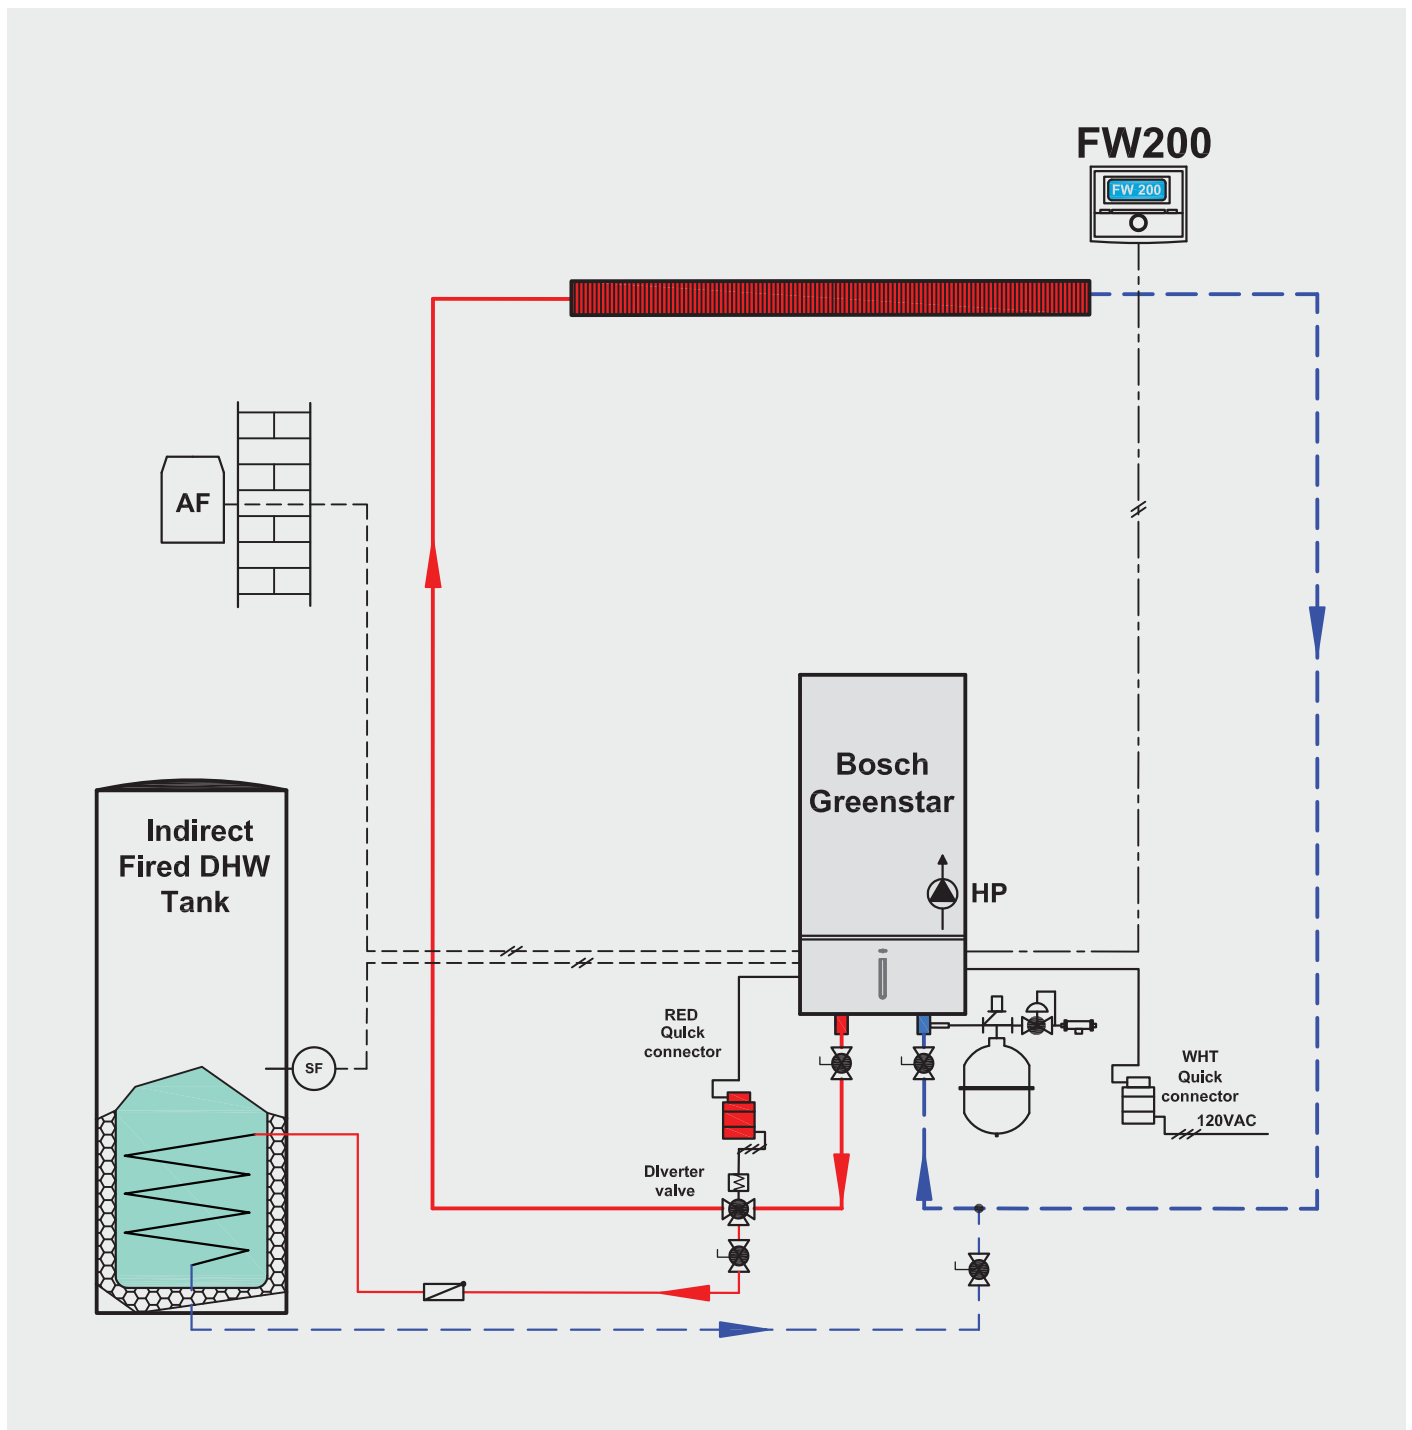 FW200
FW 200
AF
Bosch
Greenstar
Indirect
Fired DHW
Tank
HP
RED
Quick
connector
SF
WHT
Quick
connector
120VAC
DIverter
valve